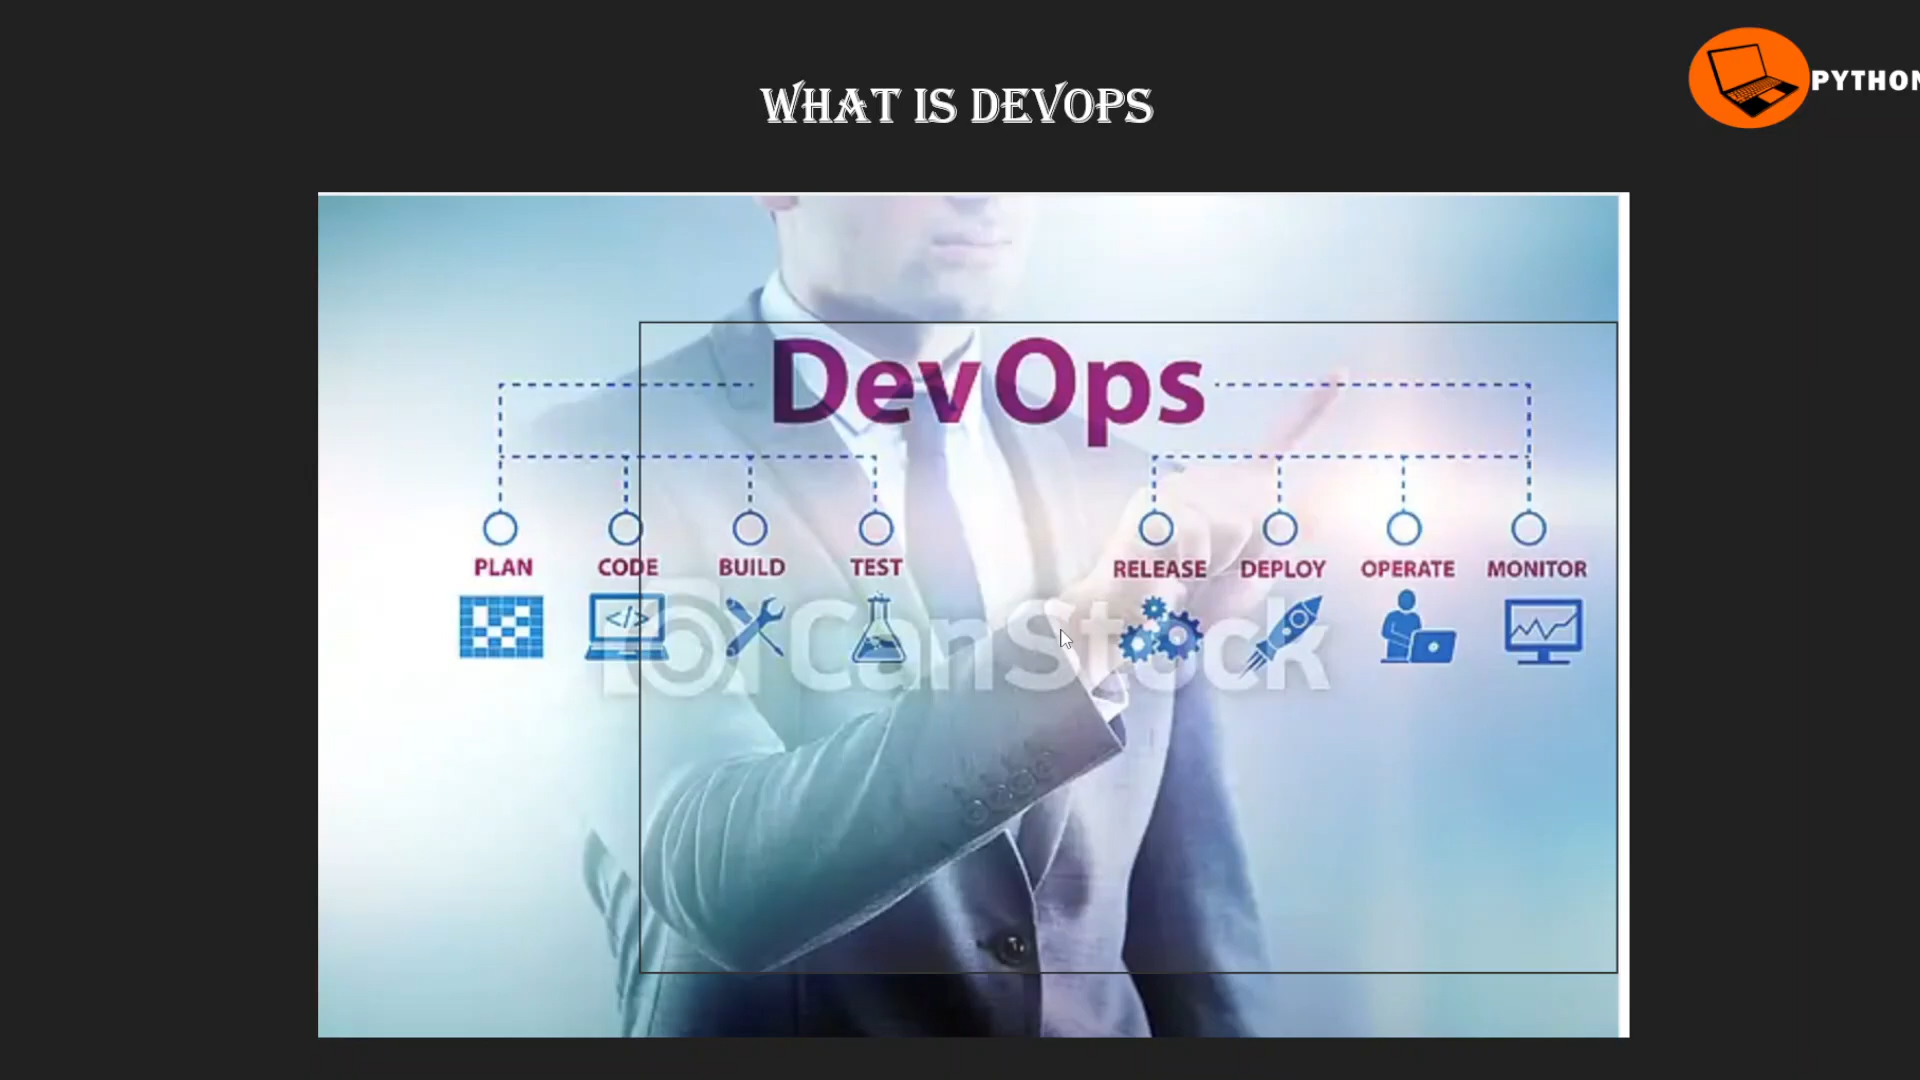 PYTHON
WHAT IS DEVOPS
DevOps
PLAN CODE BUILD TEST RELEASE DEPLOY OPERATE MONITOR
</>
CanStock